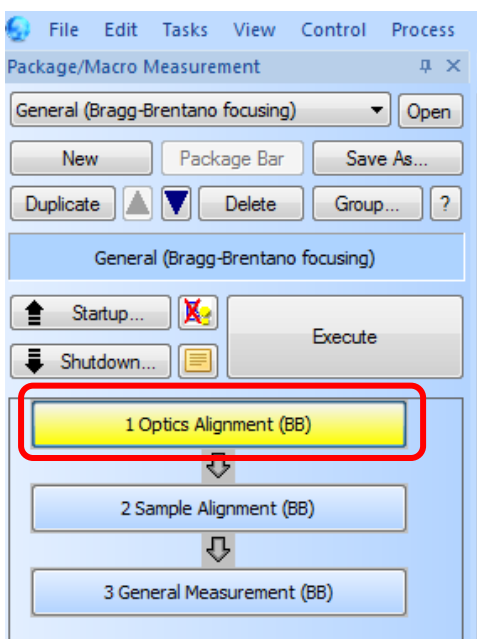 File Edit Tasks View Control Process
Package/Macro Measurement
General (Bragg-Brentano focusing) Open
New Package Bar Save As...
Duplicate Delete Group... ?
General (Bragg-Brentano focusing)
Startup...
Execute
Shutdown...
1 Optics Alignment (BB)
2 Sample Alignment (BB)
3 General Measurement (BB)